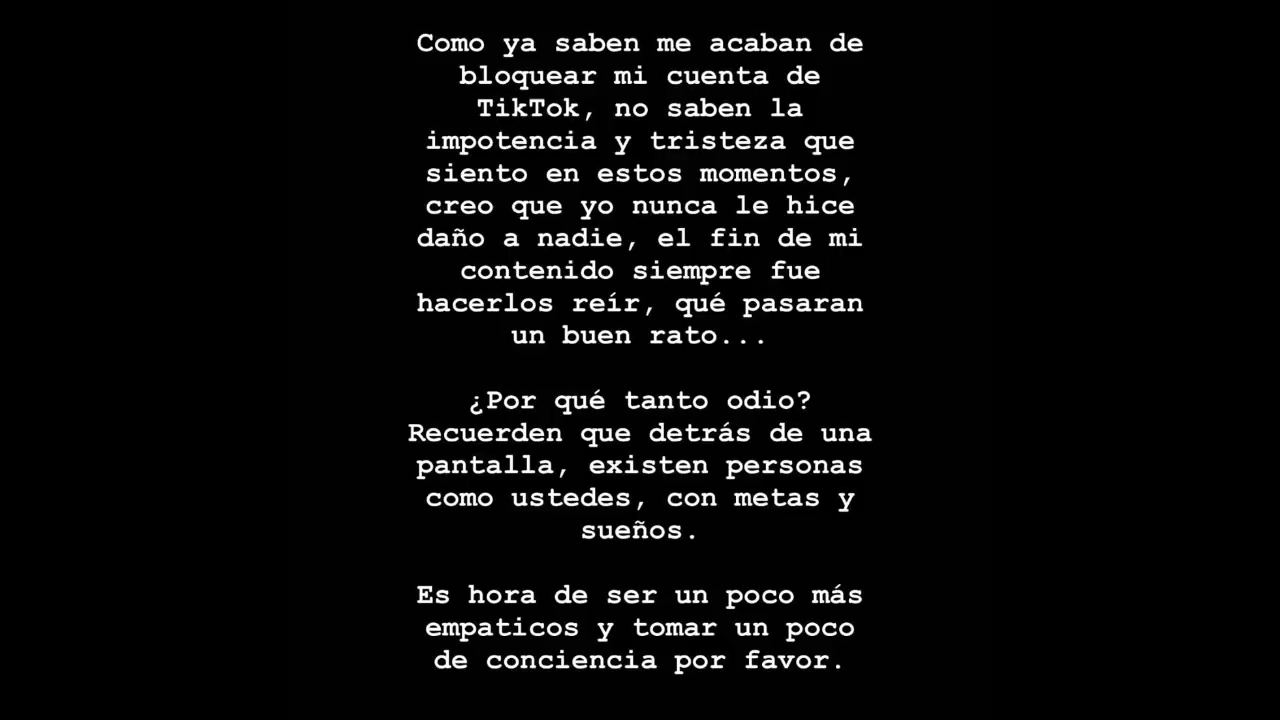 Como ya saben me acaban de
bloquear mi cuenta de
TikTok, no saben la
impotencia y tristeza que
siento en estos momentos,
creo que yo nunca le hice
daño a nadie, el fin de mi
contenido siempre fue
hacerlos reír, qué pasaran
un buen rato...
¿Por qué tanto odio?
Recuerden que detrás de una
pantalla, existen personas
como ustedes, con metas y
sueños.
Es hora de ser un poco más
empaticos y tomar un poco
de conciencia por favor.